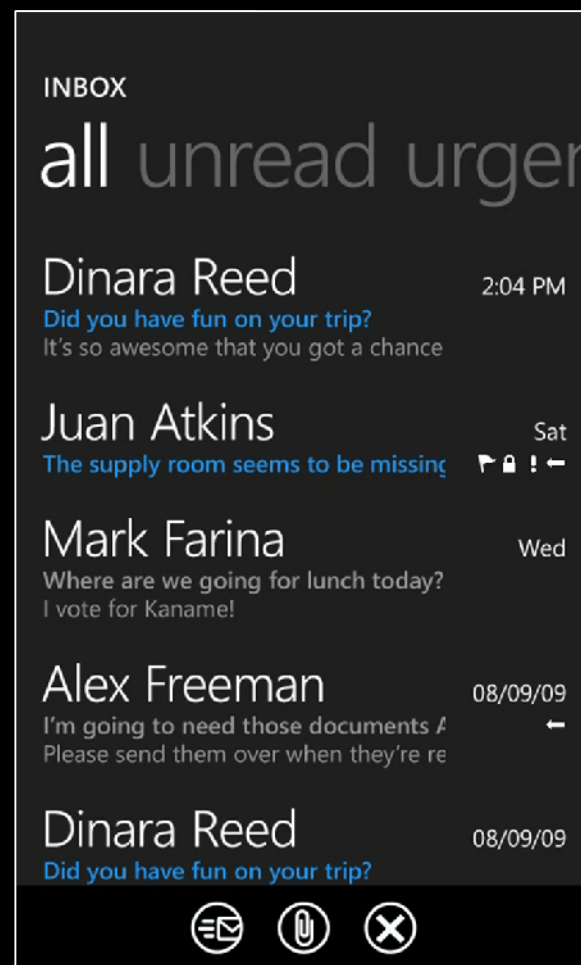 INBOX
all unread urgen
Dinara Reed 2:04 PM
Did you have fun on your trip?
It's so awesome that you got a chance
Juan Atkins Sat
The supply room seems to be missing
Mark Farina Wed
Where are we going for lunch today?
I vote for Kaname!
Alex Freeman 08/09/09
I'm going to need those documents A
Please send them over when they're re
Dinara Reed 08/09/09
Did you have fun on your trip?